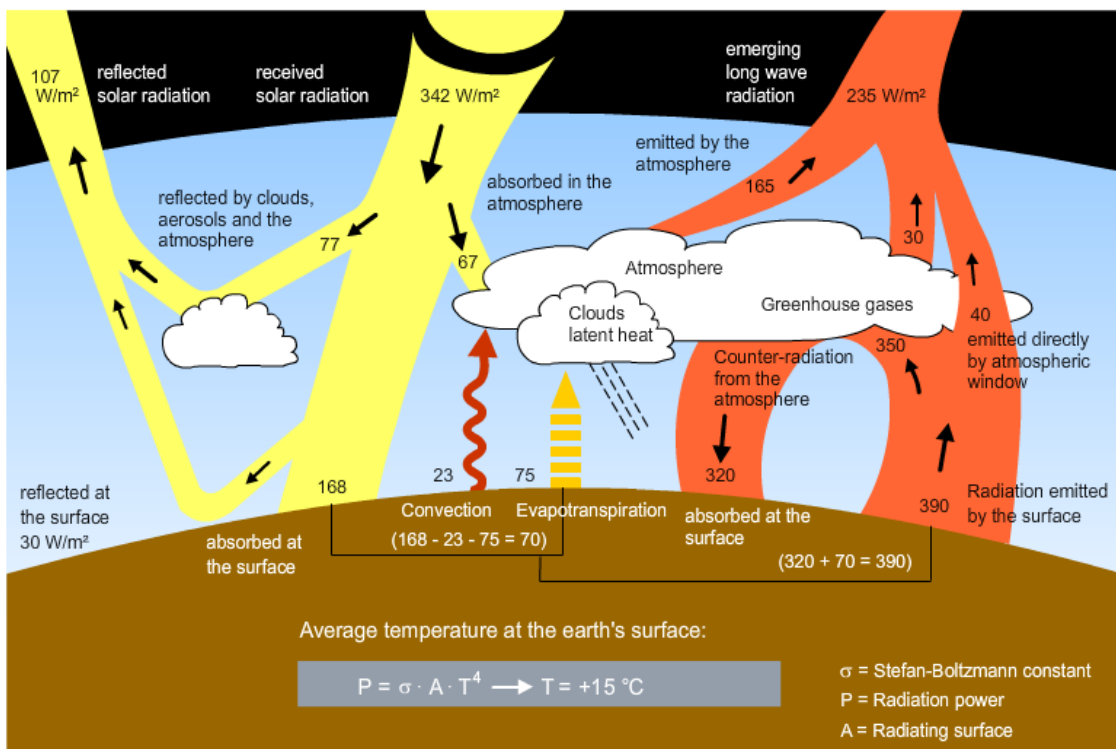 107
W/m²
reflected
solar radiation
received
solar radiation
342 W/m²
emerging
long wave
radiation
235 W/m²
emitted by the
atmosphere
165
reflected by clouds,
aerosols and the
atmosphere
77
absorbed in the
atmosphere
67
30
Atmosphere
Greenhouse gases
Clouds
latent heat
40
350
emitted directly
by atmospheric
window
Counter-radiation
from the
atmosphere
reflected at
the surface
30 W/m²
168
23
75
320
390
Radiation emitted
by the surface
absorbed at
the surface
Convection
Evapotranspiration
(168 - 23 - 75 = 70)
absorbed at the
surface
(320 + 70 = 390)
Average temperature at the earth's surface:
P = σ · A · T⁴ → T = +15 °C
σ = Stefan-Boltzmann constant
P = Radiation power
A = Radiating surface